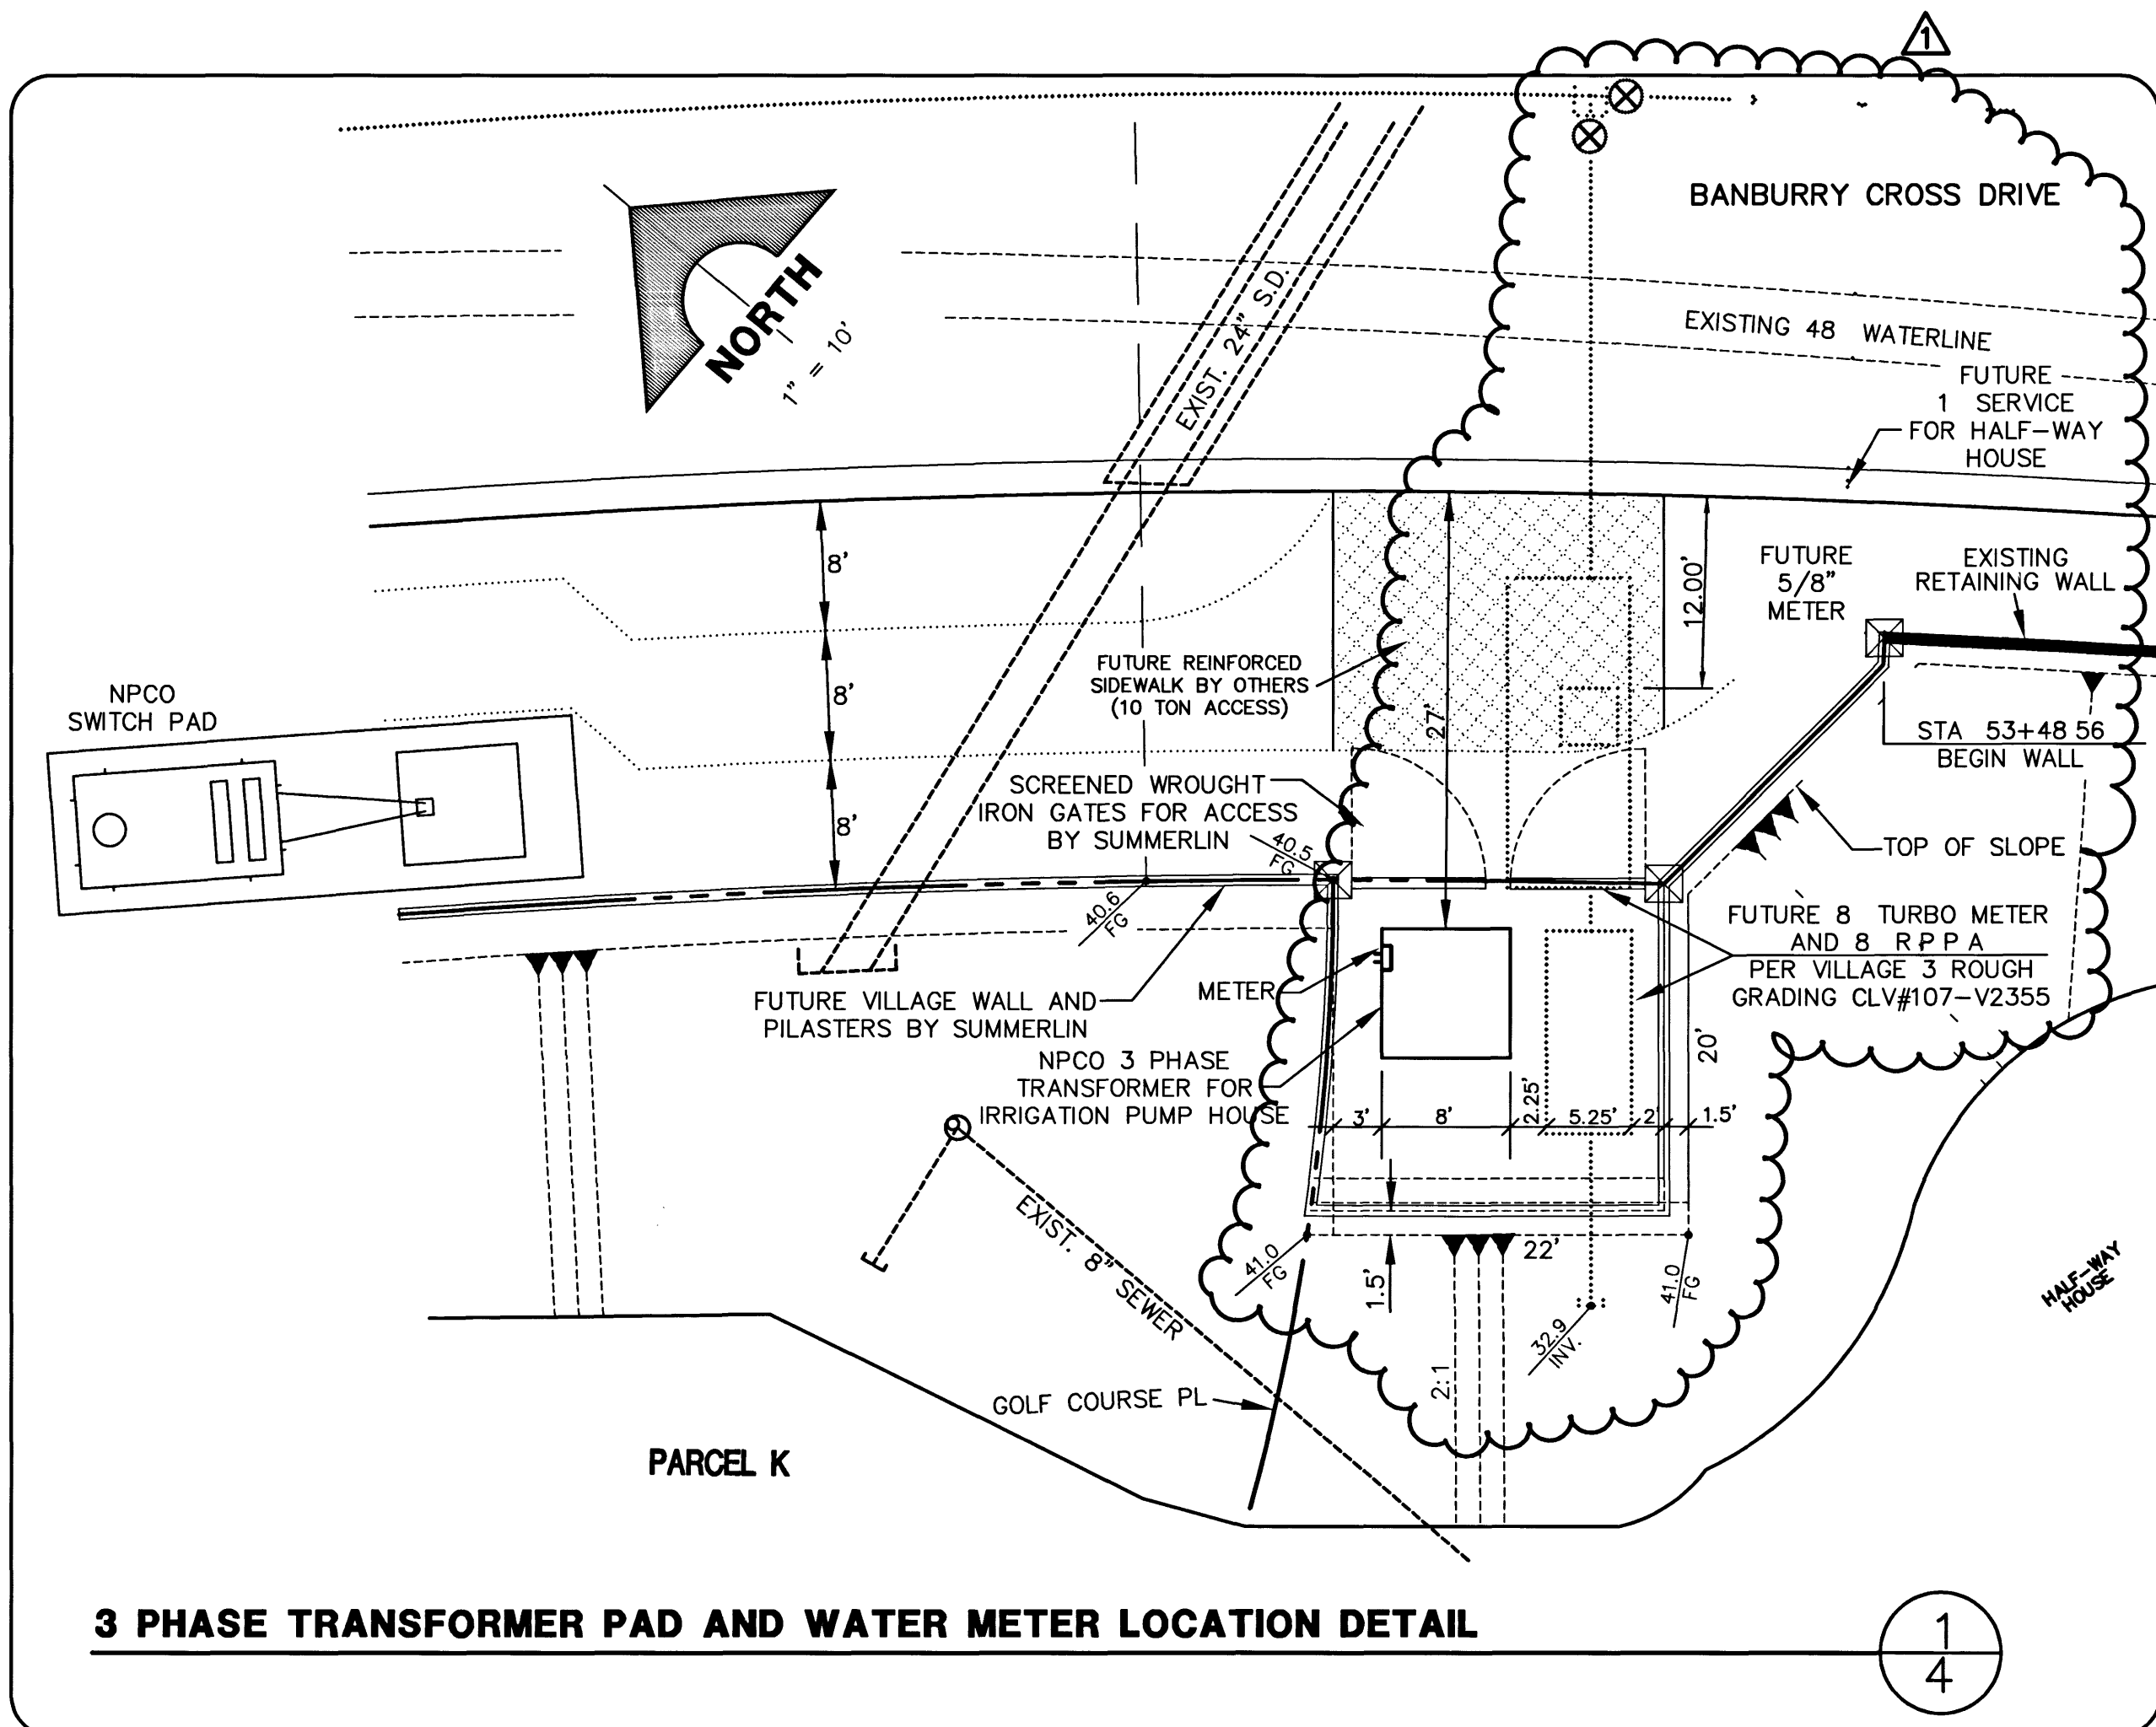 1
BANBURRY CROSS DRIVE
NORTH
1" = 10'
EXIST. 24" S.D.
EXISTING 48 WATERLINE
FUTURE
1 SERVICE
FOR HALF-WAY
HOUSE
8'
8'
8'
27'
12.00'
FUTURE
5/8"
METER
EXISTING
RETAINING WALL
FUTURE REINFORCED
SIDEWALK BY OTHERS
(10 TON ACCESS)
NPCO
SWITCH PAD
STA 53+48 56
BEGIN WALL
SCREENED WROUGHT
IRON GATES FOR ACCESS
BY SUMMERLIN
TOP OF SLOPE
40.5
FG
40.6
FG
FUTURE 8 TURBO METER
AND 8 R P P A
PER VILLAGE 3 ROUGH
GRADING CLV#107-V2355
METER
FUTURE VILLAGE WALL AND
PILASTERS BY SUMMERLIN
NPCO 3 PHASE
TRANSFORMER FOR
IRRIGATION PUMP HOUSE
20'
3'
8'
2.25'
5.25'
2'
1.5'
EXIST. 8" SEWER
22'
1.5'
41.0
FG
41.0
FG
32.9
INV.
2:1
HALF-WAY
HOUSE
GOLF COURSE PL
PARCEL K
3 PHASE TRANSFORMER PAD AND WATER METER LOCATION DETAIL
1
4